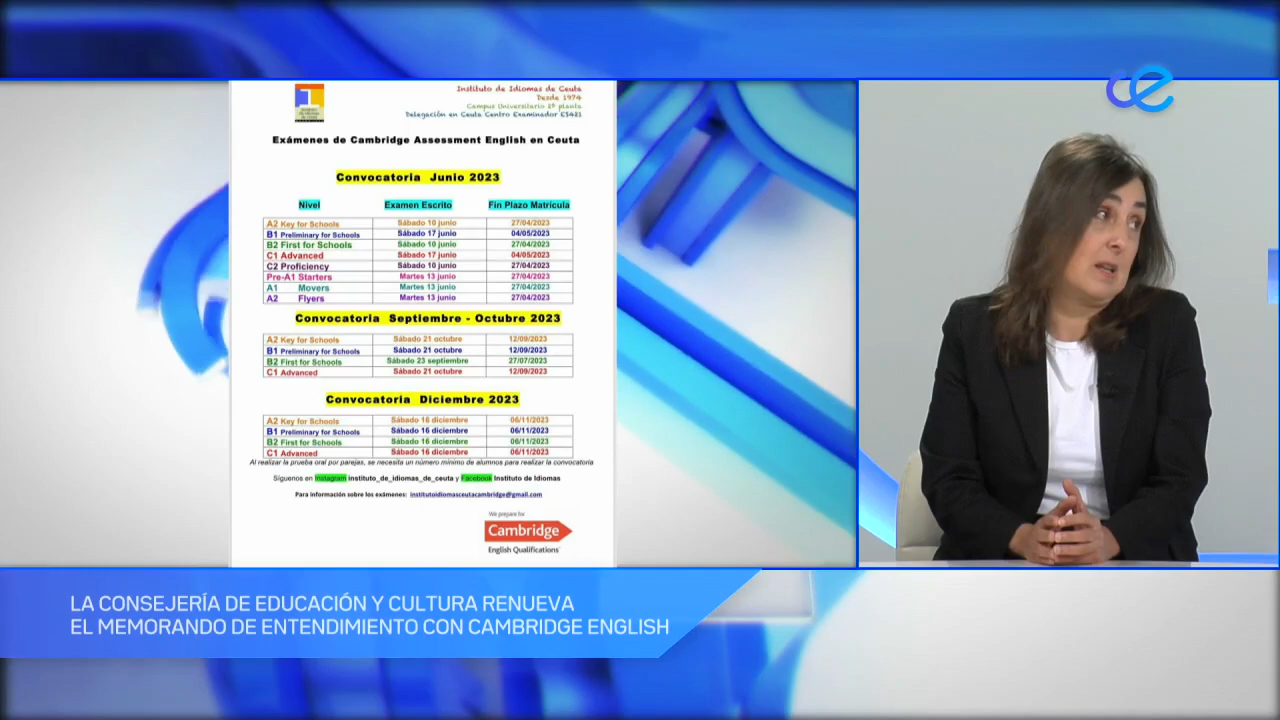 ce
Instituto de Idiomas de Ceuta
Desde 1974
Campus Universitario 2ª planta
Delegación en Ceuta Centro Examinador ES421
Exámenes de Cambridge Assessment English en Ceuta
Convocatoria Junio 2023
Nivel Examen Escrito Fin Plazo Matrícula
A2 Key for Schools Sábado 10 junio 27/04/2023
B1 Preliminary for Schools Sábado 17 junio 04/05/2023
B2 First for Schools Sábado 10 junio 27/04/2023
C1 Advanced Sábado 17 junio 04/05/2023
C2 Proficiency Sábado 10 junio 27/04/2023
Pre-A1 Starters Martes 13 junio 27/04/2023
A1 Movers Martes 13 junio 27/04/2023
A2 Flyers Martes 13 junio 27/04/2023
Convocatoria Septiembre - Octubre 2023
A2 Key for Schools Sábado 21 octubre 12/09/2023
B1 Preliminary for Schools Sábado 21 octubre 12/09/2023
B2 First for Schools Sábado 23 septiembre 27/07/2023
C1 Advanced Sábado 21 octubre 12/09/2023
Convocatoria Diciembre 2023
A2 Key for Schools Sábado 16 diciembre 06/11/2023
B1 Preliminary for Schools Sábado 16 diciembre 06/11/2023
B2 First for Schools Sábado 16 diciembre 06/11/2023
C1 Advanced Sábado 16 diciembre 06/11/2023
Al realizar la prueba oral por parejas, se necesita un número mínimo de alumnos para realizar la convocatoria
Síguenos en Instagram instituto_de_idiomas_de_ceuta y Facebook Instituto de Idiomas
Para información sobre los exámenes: institutoidiomasceutacambridge@gmail.com
We prepare for
Cambridge
English Qualifications
LA CONSEJERÍA DE EDUCACIÓN Y CULTURA RENUEVA
EL MEMORANDO DE ENTENDIMIENTO CON CAMBRIDGE ENGLISH